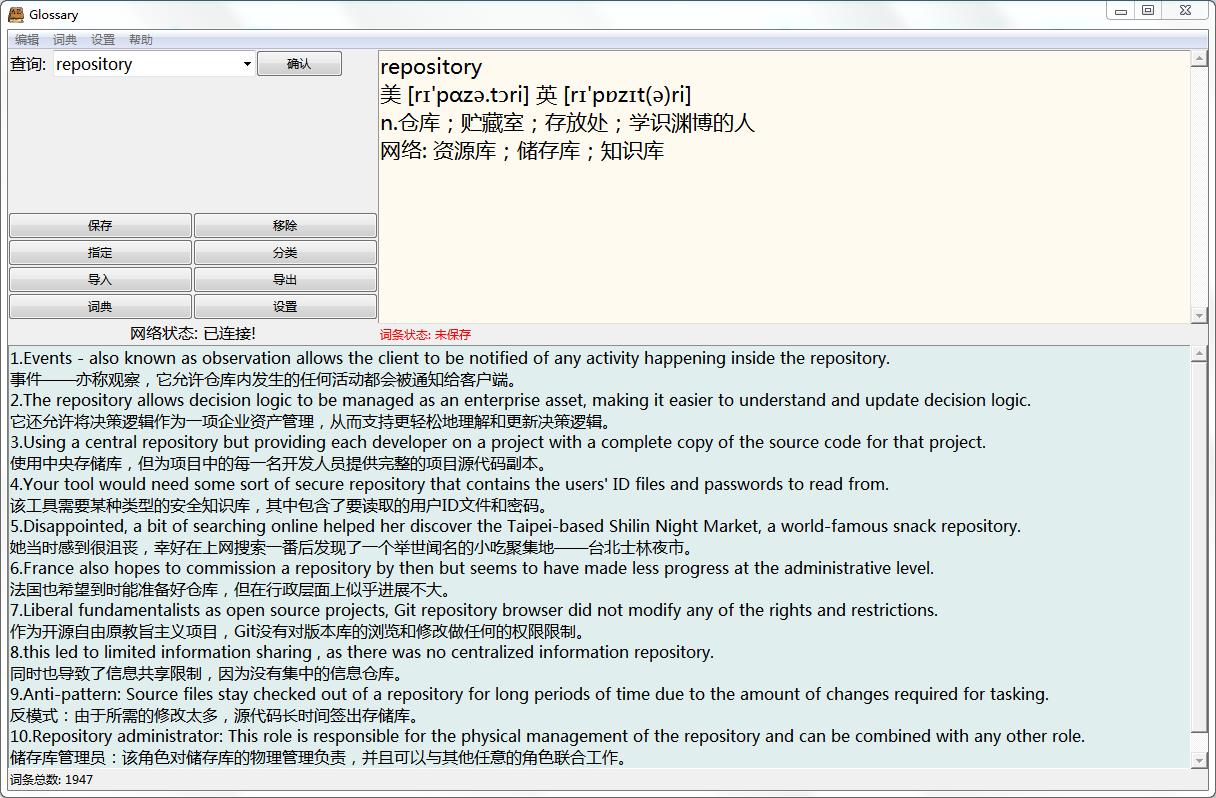 Glossary
编辑 词典 设置 帮助
查询: repository 确认
repository
美 [rɪ'pɑzə.tɔri] 英 [rɪ'pɒzɪt(ə)ri]
n.仓库；贮藏室；存放处；学识渊博的人
网络: 资源库；储存库；知识库
保存 移除
指定 分类
导入 导出
词典 设置
网络状态: 已连接!
词条状态: 未保存
1.Events - also known as observation allows the client to be notified of any activity happening inside the repository.
事件——亦称观察，它允许仓库内发生的任何活动都会被通知给客户端。
2.The repository allows decision logic to be managed as an enterprise asset, making it easier to understand and update decision logic.
它还允许将决策逻辑作为一项企业资产管理，从而支持更轻松地理解和更新决策逻辑。
3.Using a central repository but providing each developer on a project with a complete copy of the source code for that project.
使用中央存储库，但为项目中的每一名开发人员提供完整的项目源代码副本。
4.Your tool would need some sort of secure repository that contains the users' ID files and passwords to read from.
该工具需要某种类型的安全知识库，其中包含了要读取的用户ID文件和密码。
5.Disappointed, a bit of searching online helped her discover the Taipei-based Shilin Night Market, a world-famous snack repository.
她当时感到很沮丧，幸好在上网搜索一番后发现了一个举世闻名的小吃聚集地——台北士林夜市。
6.France also hopes to commission a repository by then but seems to have made less progress at the administrative level.
法国也希望到时能准备好仓库，但在行政层面上似乎进展不大。
7.Liberal fundamentalists as open source projects, Git repository browser did not modify any of the rights and restrictions.
作为开源自由原教旨主义项目，Git没有对版本库的浏览和修改做任何的权限限制。
8.this led to limited information sharing , as there was no centralized information repository.
同时也导致了信息共享限制，因为没有集中的信息仓库。
9.Anti-pattern: Source files stay checked out of a repository for long periods of time due to the amount of changes required for tasking.
反模式：由于所需的修改太多，源代码长时间签出存储库。
10.Repository administrator: This role is responsible for the physical management of the repository and can be combined with any other role.
储存库管理员：该角色对储存库的物理管理负责，并且可以与其他任意的角色联合工作。
词条总数: 1947